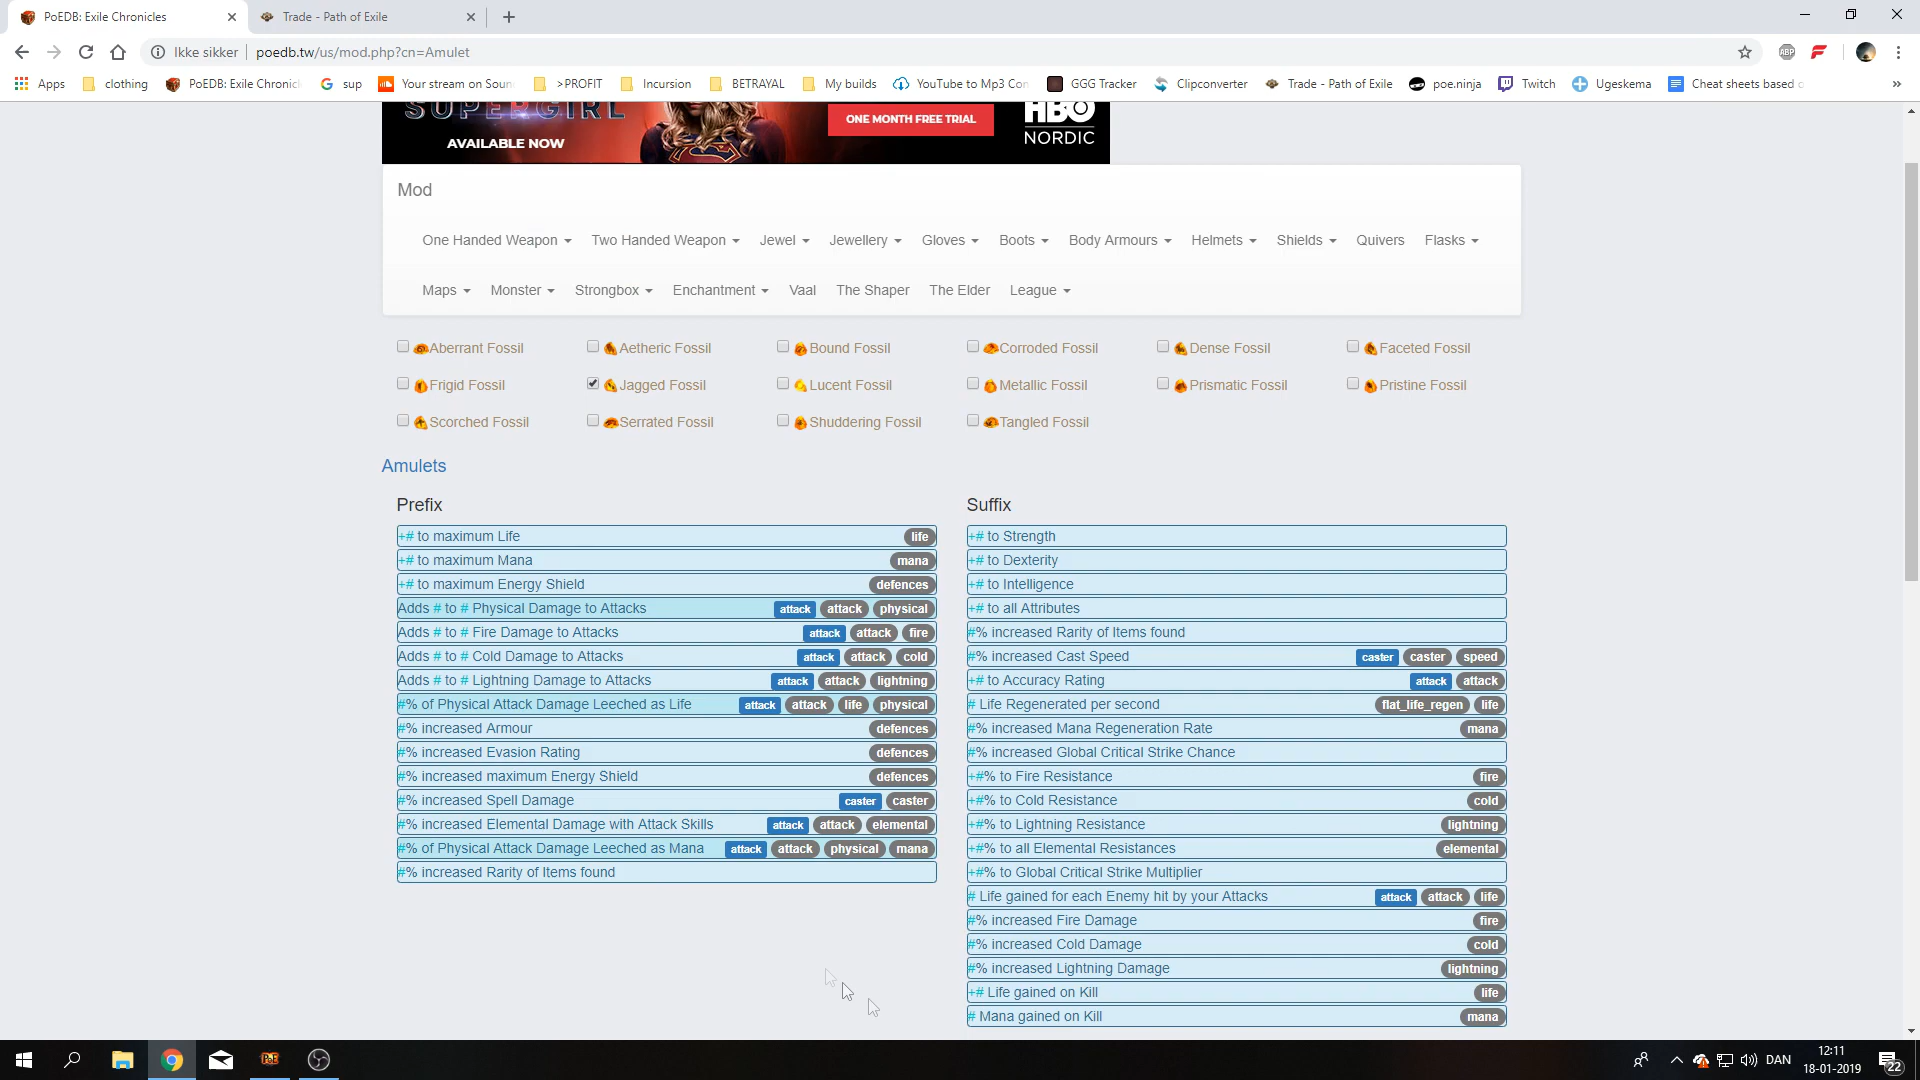 PoEDB: Exile Chronicles
Trade - Path of Exile
Ikke sikker
poedb.tw/us/mod.php?cn=Amulet
ABP
Apps
clothing
PoEDB: Exile Chronic
sup
Your stream on Soun
>PROFIT
Incursion
BETRAYAL
My builds
YouTube to Mp3 Con
GGG Tracker
Clipconverter
Trade - Path of Exile
poe.ninja
Twitch
Ugeskema
Cheat sheets based
SUPERGIRL
AVAILABLE NOW
ONE MONTH FREE TRIAL
HBO
NORDIC
Mod
One Handed Weapon
Two Handed Weapon
Jewel
Jewellery
Gloves
Boots
Body Armours
Helmets
Shields
Quivers
Flasks
Maps
Monster
Strongbox
Enchantment
Vaal
The Shaper
The Elder
League
Aberrant Fossil
Aetheric Fossil
Bound Fossil
Corroded Fossil
Dense Fossil
Faceted Fossil
Frigid Fossil
Jagged Fossil
Lucent Fossil
Metallic Fossil
Prismatic Fossil
Pristine Fossil
Scorched Fossil
Serrated Fossil
Shuddering Fossil
Tangled Fossil
Amulets
Prefix
+# to maximum Life life
+# to maximum Mana mana
+# to maximum Energy Shield defences
Adds # to # Physical Damage to Attacks attack attack physical
Adds # to # Fire Damage to Attacks attack attack fire
Adds # to # Cold Damage to Attacks attack attack cold
Adds # to # Lightning Damage to Attacks attack attack lightning
#% of Physical Attack Damage Leeched as Life attack attack life physical
#% increased Armour defences
#% increased Evasion Rating defences
#% increased maximum Energy Shield defences
#% increased Spell Damage caster caster
#% increased Elemental Damage with Attack Skills attack attack elemental
#% of Physical Attack Damage Leeched as Mana attack attack physical mana
#% increased Rarity of Items found
Suffix
+# to Strength
+# to Dexterity
+# to Intelligence
+# to all Attributes
#% increased Rarity of Items found
#% increased Cast Speed caster caster speed
+# to Accuracy Rating attack attack
# Life Regenerated per second flat_life_regen life
#% increased Mana Regeneration Rate mana
#% increased Global Critical Strike Chance
+#% to Fire Resistance fire
+#% to Cold Resistance cold
+#% to Lightning Resistance lightning
+#% to all Elemental Resistances elemental
+#% to Global Critical Strike Multiplier
# Life gained for each Enemy hit by your Attacks attack attack life
#% increased Fire Damage fire
#% increased Cold Damage cold
#% increased Lightning Damage lightning
+# Life gained on Kill life
# Mana gained on Kill mana
PoE
DAN
12:11
18-01-2019
22